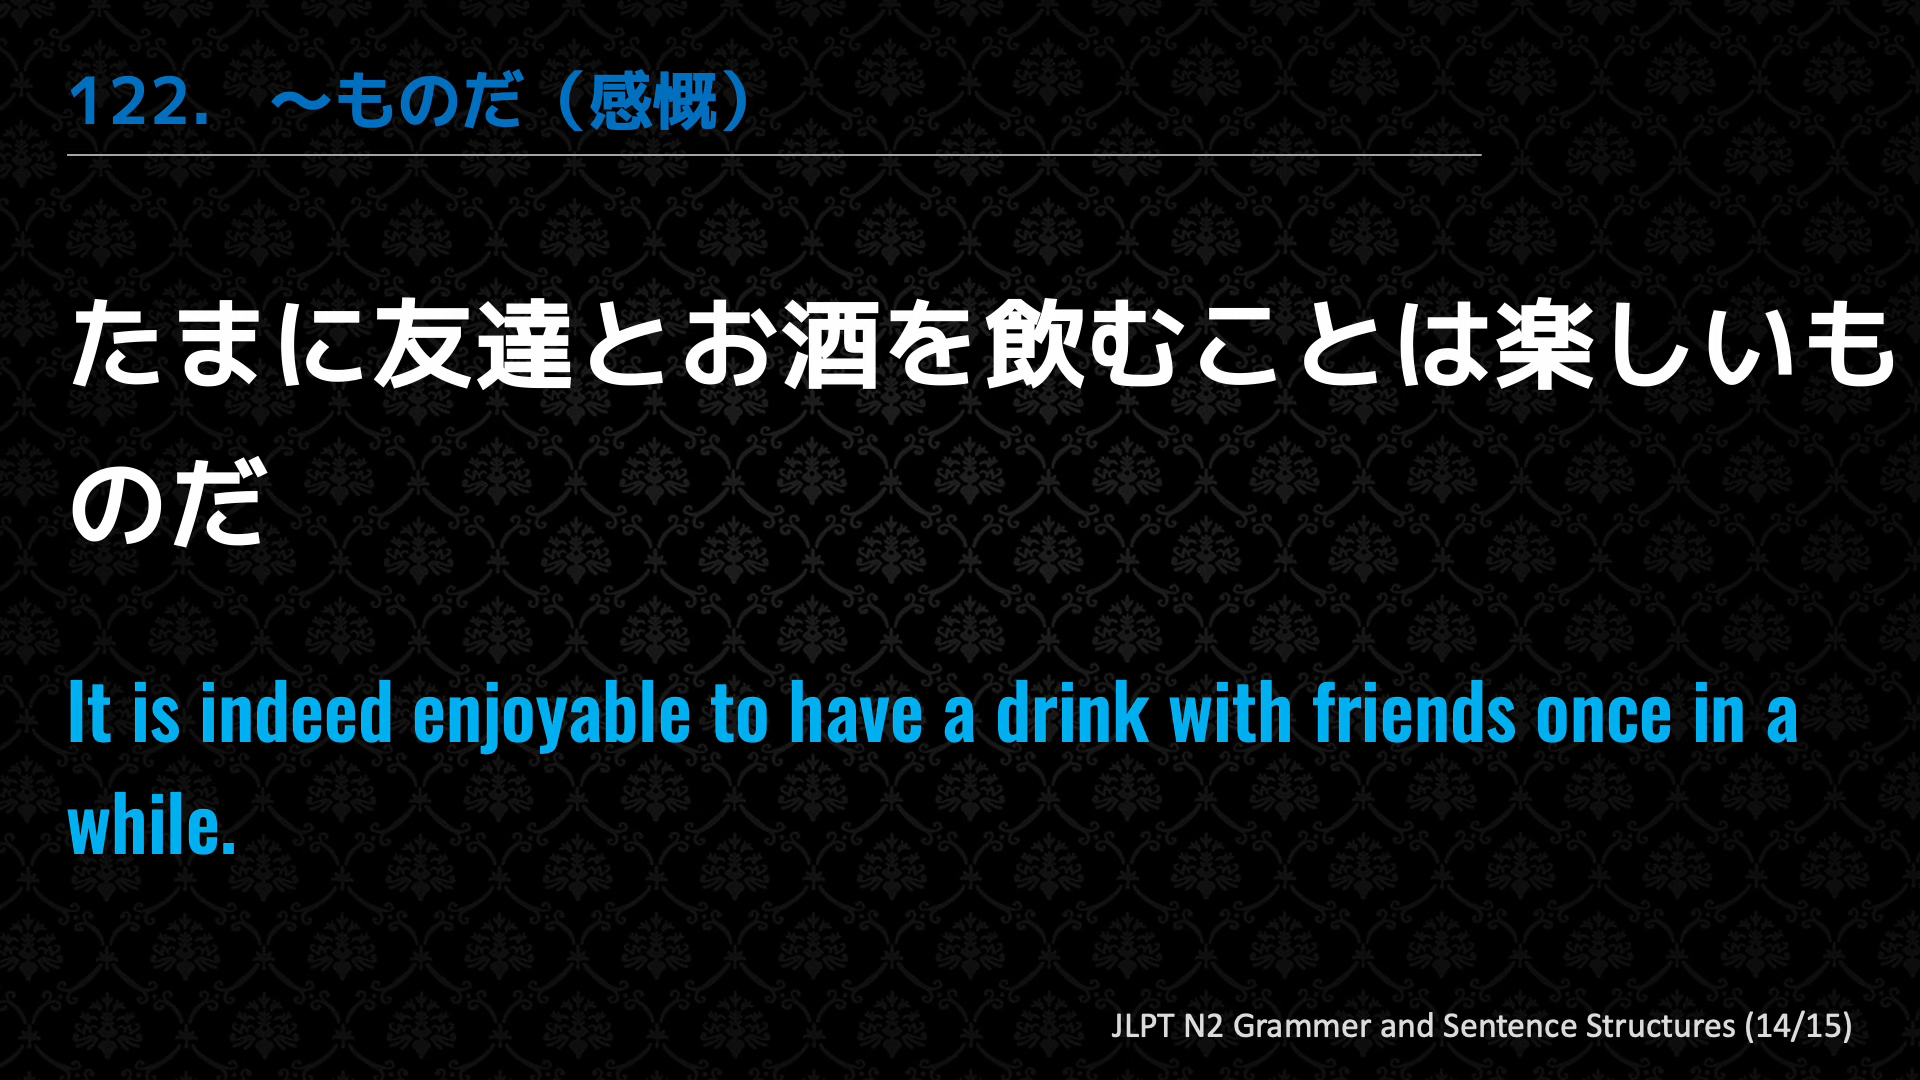 122.　～ものだ（感慨）
たまに友達とお酒を飲むことは楽しいも
のだ
It is indeed enjoyable to have a drink with friends once in a
while.
JLPT N2 Grammer and Sentence Structures (14/15)